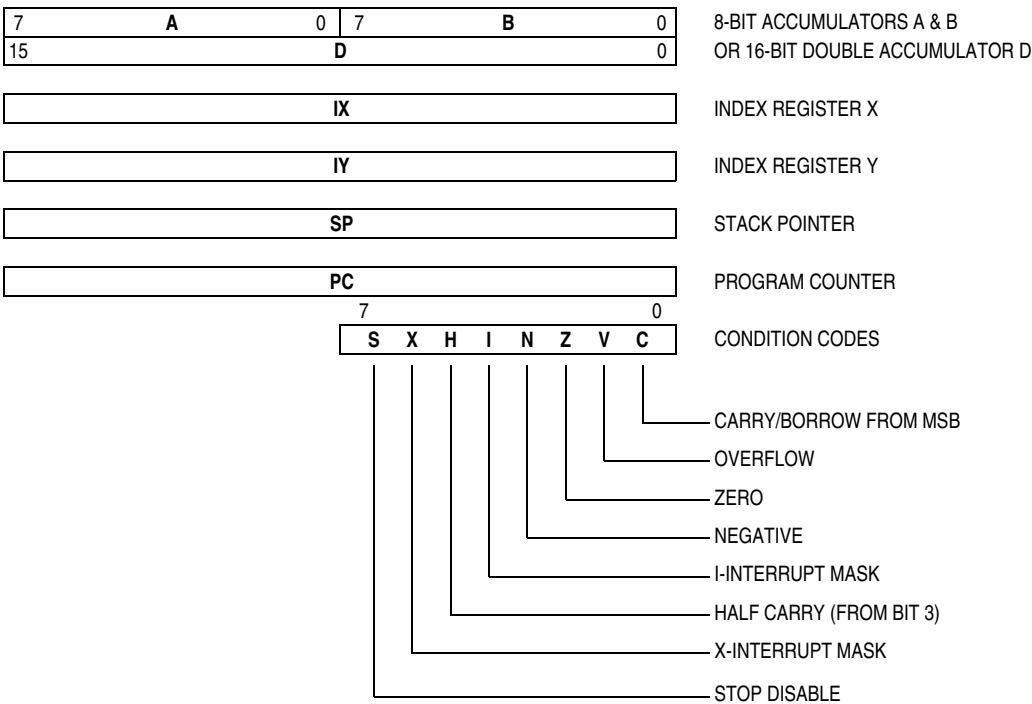 7 A 0 7 B 0 8-BIT ACCUMULATORS A & B
15 D 0 OR 16-BIT DOUBLE ACCUMULATOR D
IX INDEX REGISTER X
IY INDEX REGISTER Y
SP STACK POINTER
PC PROGRAM COUNTER
7 0
S X H I N Z V C CONDITION CODES
CARRY/BORROW FROM MSB
OVERFLOW
ZERO
NEGATIVE
I-INTERRUPT MASK
HALF CARRY (FROM BIT 3)
X-INTERRUPT MASK
STOP DISABLE